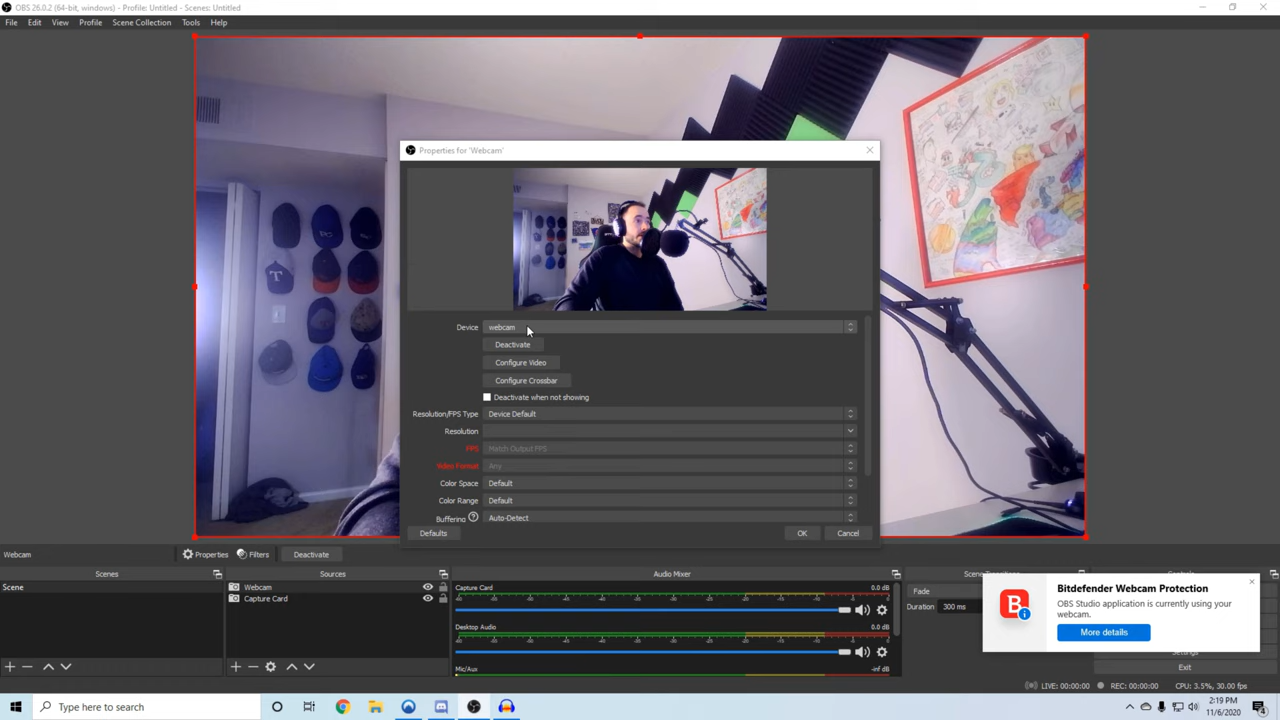 OBS 26.0.2 (64-bit, windows) - Profile: Untitled - Scenes: Untitled
File Edit View Profile Scene Collection Tools Help
Properties for 'Webcam'
Device webcam
Deactivate
Configure Video
Configure Crossbar
Deactivate when not showing
Resolution/FPS Type Device Default
Resolution
FPS Match Output FPS
Video Format Any
Color Space Default
Color Range Default
Buffering ? Auto-Detect
Defaults OK Cancel
Webcam Properties Filters Deactivate
Scenes Sources Audio Mixer
Scene
Webcam
Capture Card
Capture Card 0.0 dB
Desktop Audio 0.0 dB
Mic/Aux -inf dB
Fade
Duration 300 ms
Bitdefender Webcam Protection
OBS Studio application is currently using your
webcam.
More details
Exit
LIVE: 00:00:00 REC: 00:00:00 CPU: 3.5%, 30.00 fps
Type here to search
2:19 PM
11/6/2020